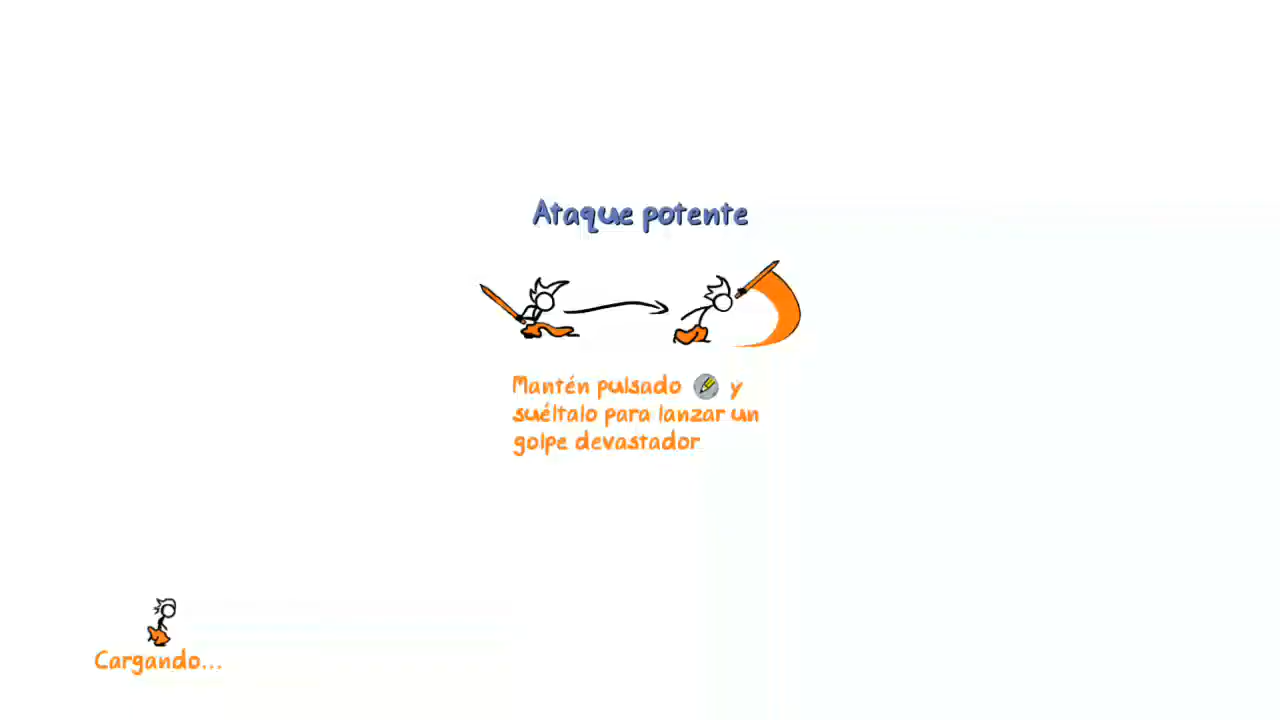 Ataque potente
Mantén pulsado y
suéltalo para lanzar un
golpe devastador
Cargando...